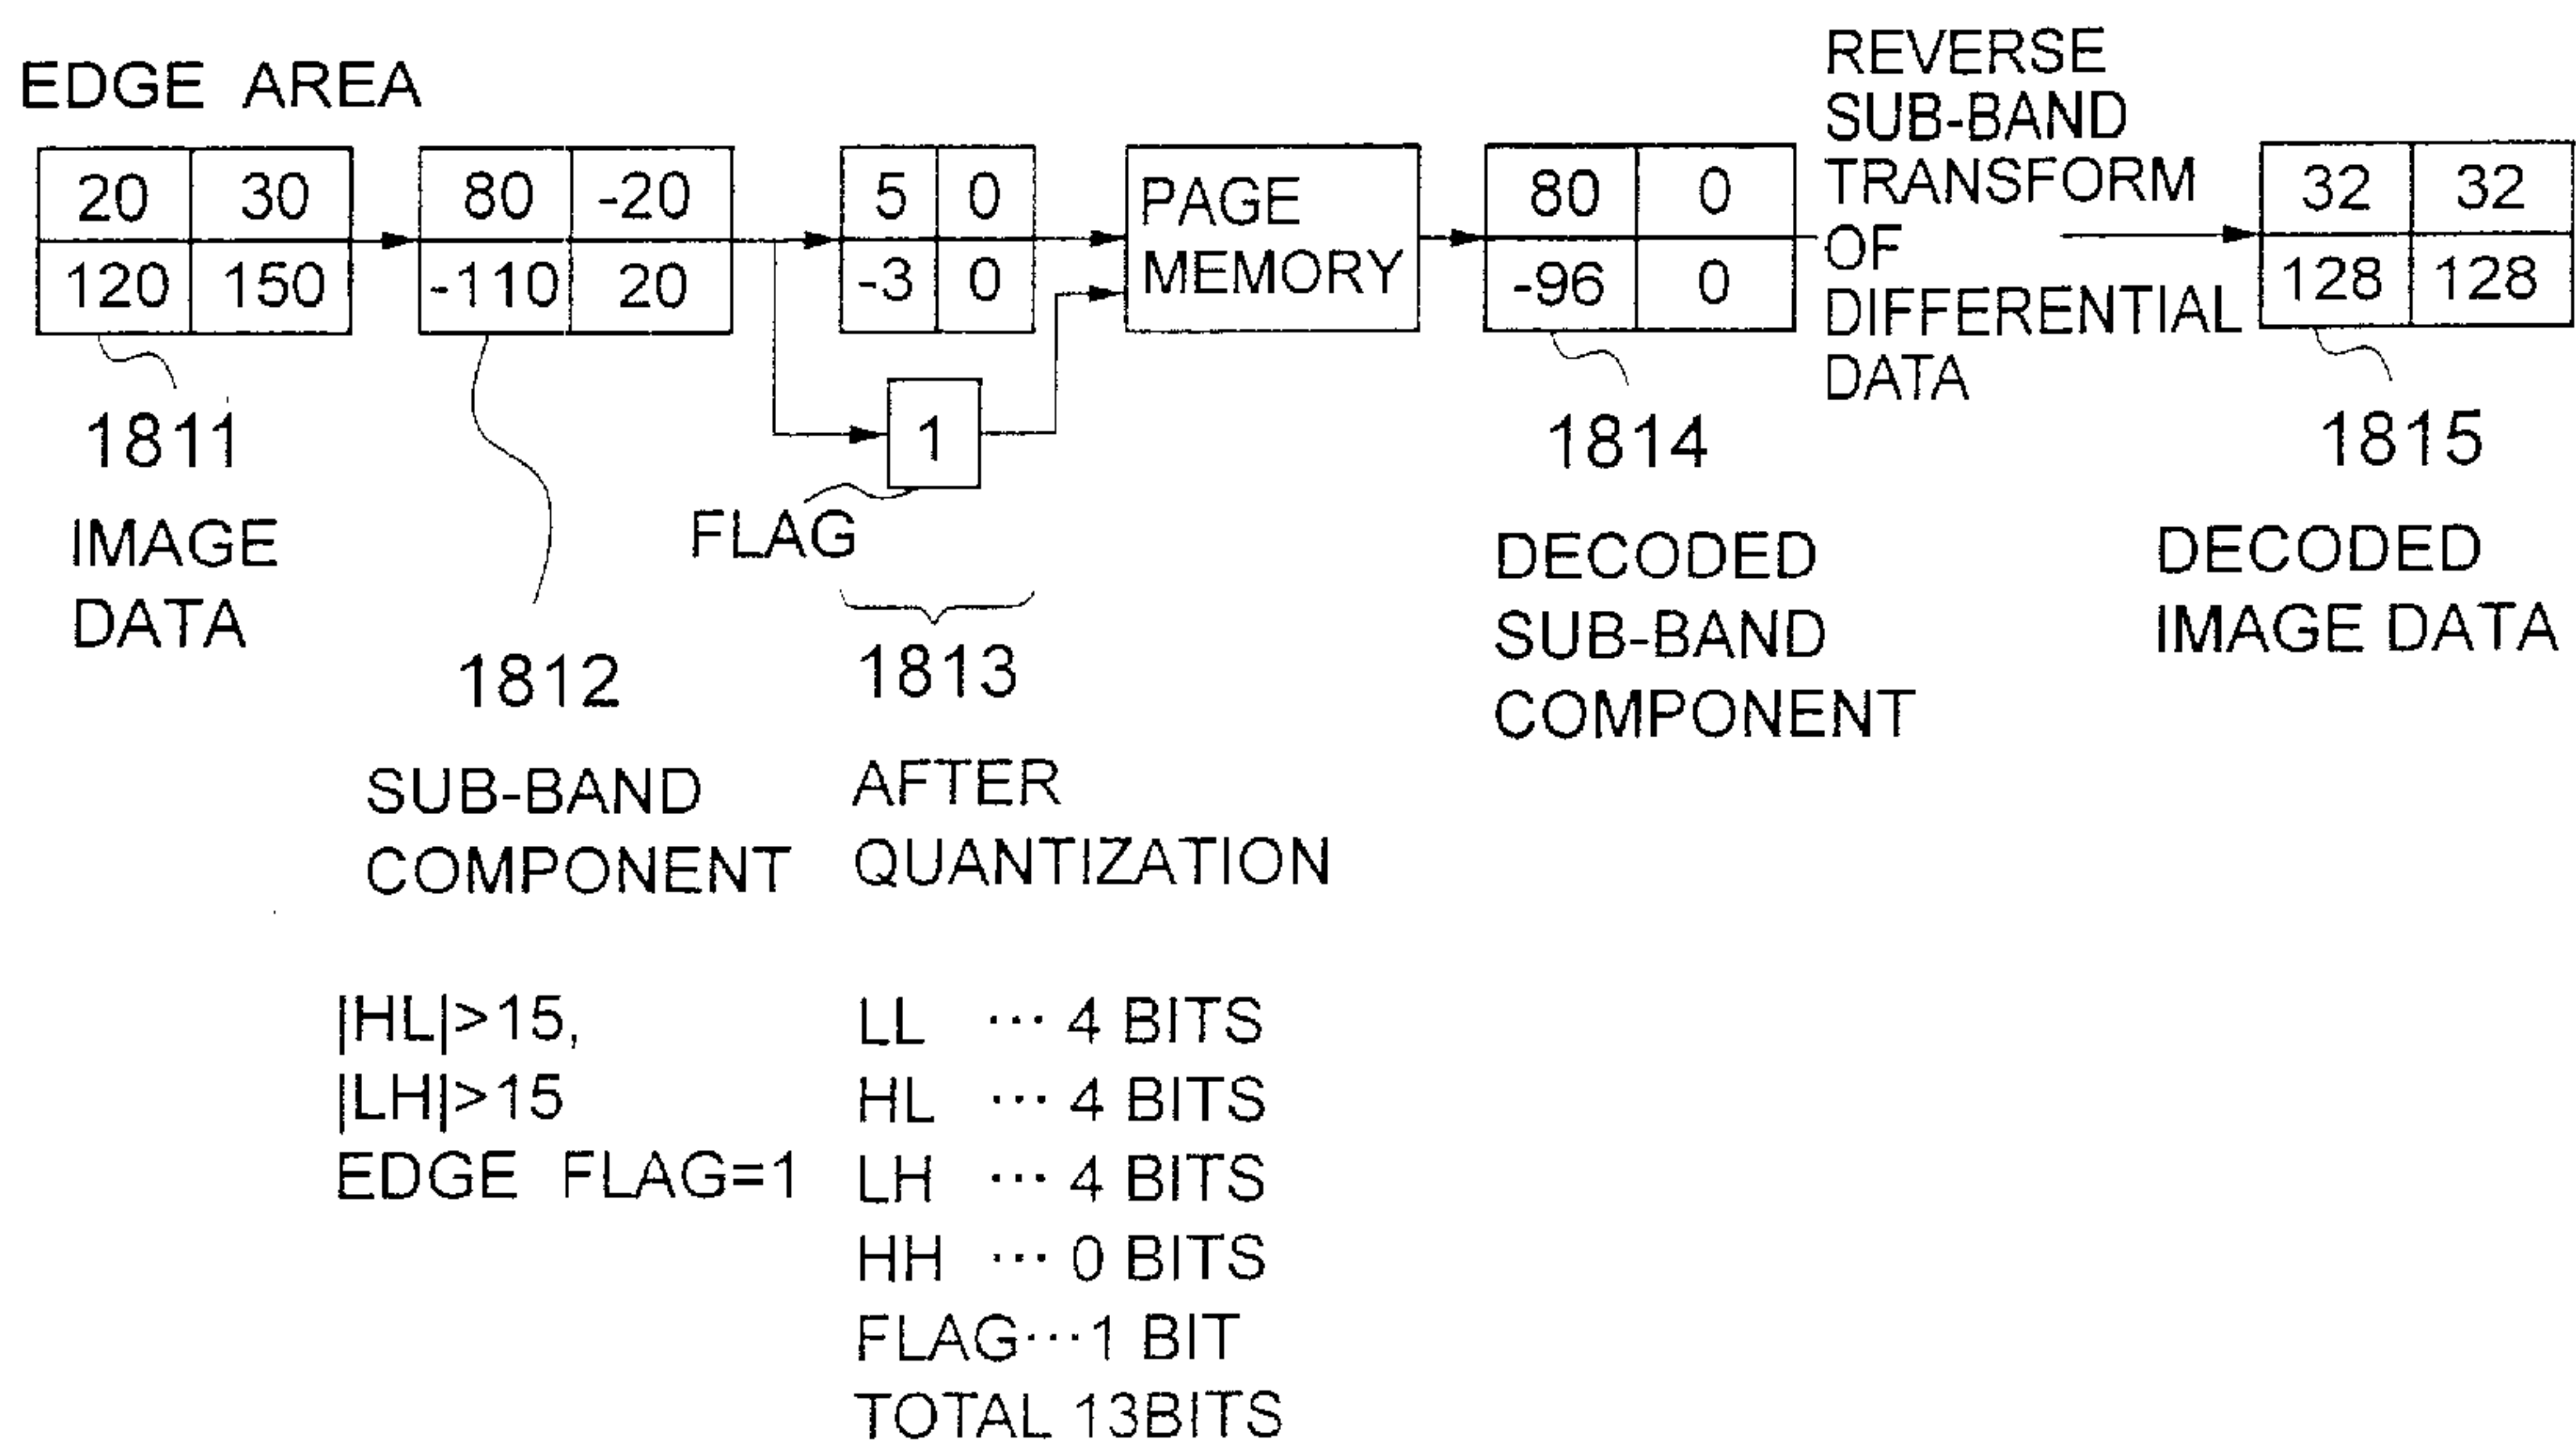 EDGE AREA
20 30
120 150
1811
IMAGE
DATA
80 -20
-110 20
1812
SUB-BAND
COMPONENT
|HL|>15,
|LH|>15
EDGE FLAG=1
5 0
-3 0
1
FLAG
1813
AFTER
QUANTIZATION
LL ··· 4 BITS
HL ··· 4 BITS
LH ··· 4 BITS
HH ··· 0 BITS
FLAG···1 BIT
TOTAL 13BITS
PAGE
MEMORY
80 0
-96 0
1814
DECODED
SUB-BAND
COMPONENT
REVERSE
SUB-BAND
TRANSFORM
OF
DIFFERENTIAL
DATA
32 32
128 128
1815
DECODED
IMAGE DATA